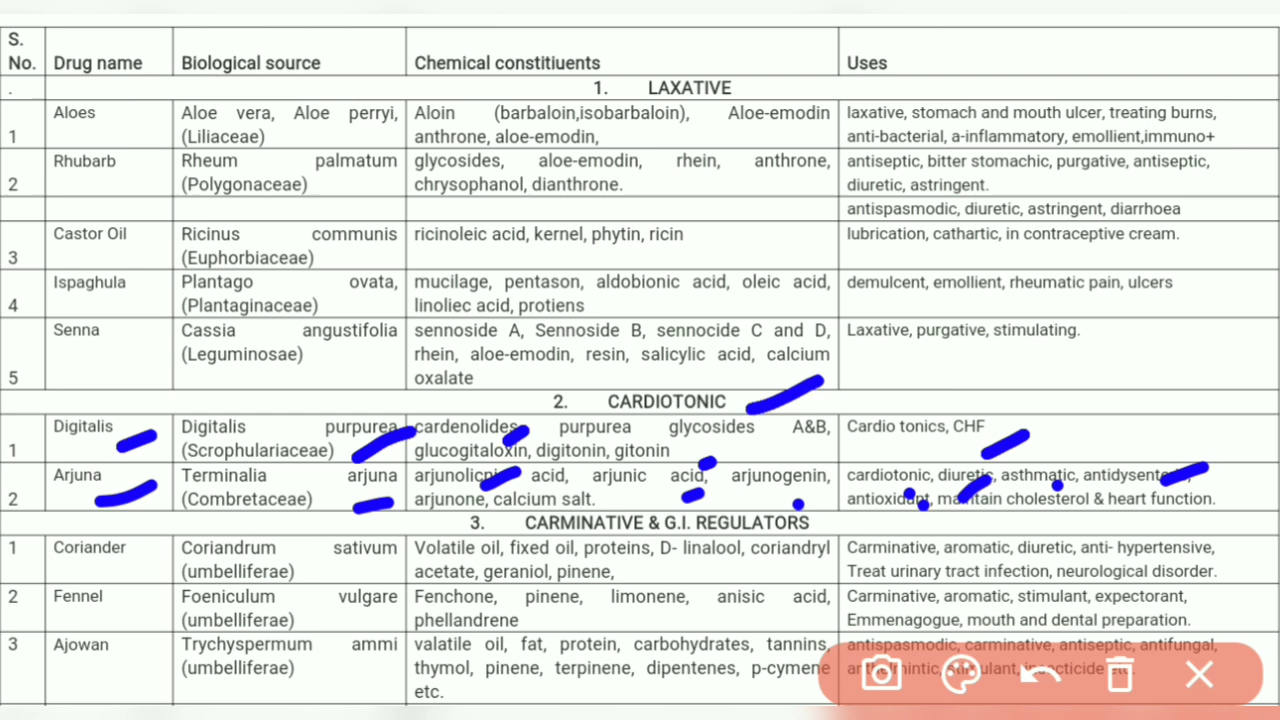 S.
No. Drug name Biological source Chemical constitiuents Uses
. 1. LAXATIVE
Aloes Aloe vera, Aloe perryi, Aloin (barbaloin,isobarbaloin), Aloe-emodin laxative, stomach and mouth ulcer, treating burns,
1 (Liliaceae) anthrone, aloe-emodin, anti-bacterial, a-inflammatory, emollient,immuno+
Rhubarb Rheum palmatum glycosides, aloe-emodin, rhein, anthrone, antiseptic, bitter stomachic, purgative, antiseptic,
2 (Polygonaceae) chrysophanol, dianthrone. diuretic, astringent.
antispasmodic, diuretic, astringent, diarrhoea
Castor Oil Ricinus communis ricinoleic acid, kernel, phytin, ricin lubrication, cathartic, in contraceptive cream.
3 (Euphorbiaceae)
Ispaghula Plantago ovata, mucilage, pentason, aldobionic acid, oleic acid, demulcent, emollient, rheumatic pain, ulcers
4 (Plantaginaceae) linoliec acid, protiens
Senna Cassia angustifolia sennoside A, Sennoside B, sennocide C and D, Laxative, purgative, stimulating.
(Leguminosae) rhein, aloe-emodin, resin, salicylic acid, calcium
5 oxalate
2. CARDIOTONIC
Digitalis Digitalis purpurea cardenolides, purpurea glycosides A&B, Cardio tonics, CHF
1 (Scrophulariaceae) glucogitaloxin, digitonin, gitonin
Arjuna Terminalia arjuna acid, arjunic acid, arjunogenin, cardiotonic, diuretic, asthmatic,
2 (Combretaceae) arjunone, calcium salt. antioxidant, maintain cholesterol & heart function.
3. CARMINATIVE & G.I. REGULATORS
1 Coriander Coriandrum sativum Volatile oil, fixed oil, proteins, D- linalool, coriandryl Carminative, aromatic, diuretic, anti- hypertensive,
(umbelliferae) acetate, geraniol, pinene, Treat urinary tract infection, neurological disorder.
2 Fennel Foeniculum vulgare Fenchone, pinene, limonene, anisic acid, Carminative, aromatic, stimulant, expectorant,
(umbelliferae) phellandrene Emmenagogue, mouth and dental preparation.
3 Ajowan Trychyspermum ammi valatile oil, fat, protein, carbohydrates, tannins, antispasmodic, carminative, antiseptic, antifungal,
(umbelliferae) thymol, pinene, terpinene, dipentenes, p-cymene etc.
etc.